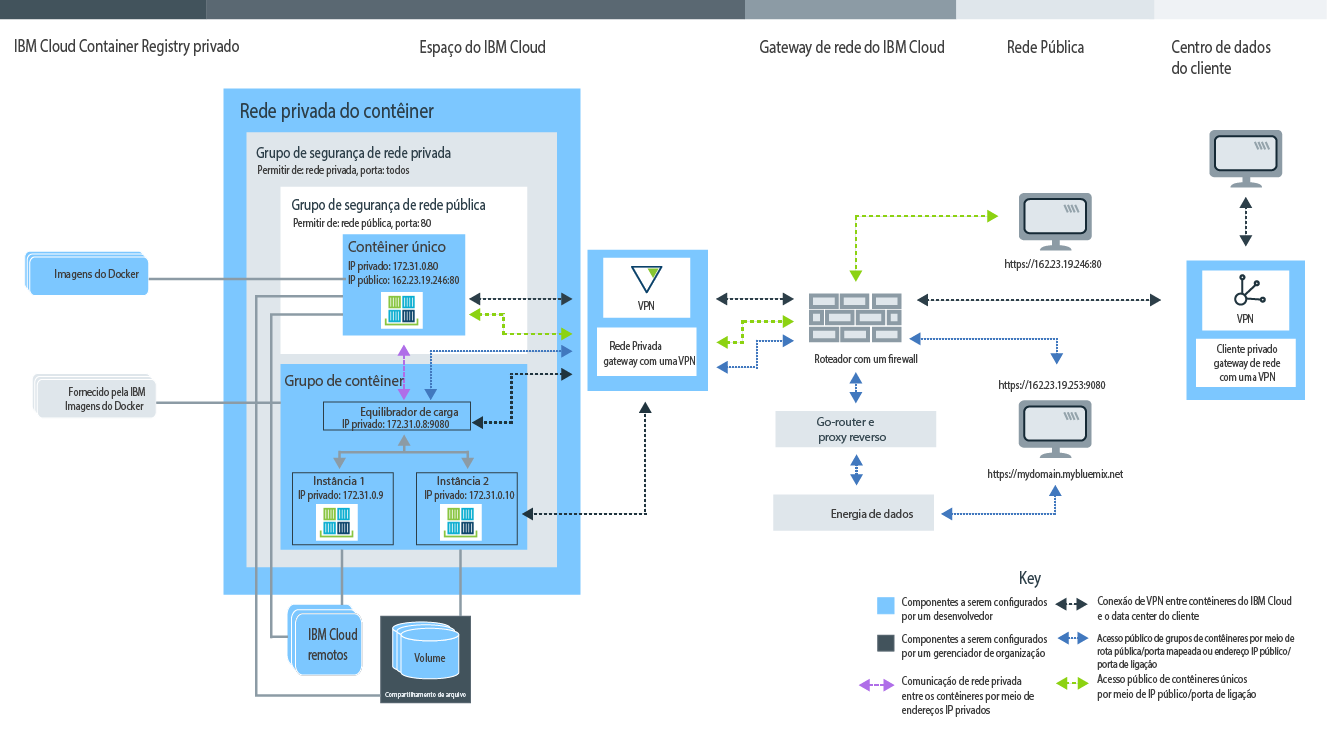 IBM Cloud Container Registry privado
Espaço do IBM Cloud
Gateway de rede do IBM Cloud
Rede Pública
Centro de dados
do cliente
Rede privada do contêiner
Grupo de segurança de rede privada
Permitir de: rede privada, porta: todos
Grupo de segurança de rede pública
Permitir de: rede pública, porta: 80
Contêiner único
IP privado: 172.31.0.80
IP público: 162.23.19.246:80
Imagens do Docker
Fornecido pela IBM
Imagens do Docker
Grupo de contêiner
Equilibrador de carga
IP privado: 172.31.0.8:9080
Instância 1
IP privado: 172.31.0.9
Instância 2
IP privado: 172.31.0.10
IBM Cloud
remotos
Volume
Compartilhamento de arquivo
VPN
Rede Privada
gateway com uma VPN
Roteador com um firewall
Go-router e
proxy reverso
Energia de dados
https://162.23.19.246:80
https://162.23.19.253:9080
https://mydomain.mybluemix.net
VPN
Cliente privado
gateway de rede
com uma VPN
Key
Componentes a serem configurados
por um desenvolvedor
Componentes a serem configurados
por um gerenciador de organização
Comunicação de rede privada
entre os contêineres por meio de
endereços IP privados
Conexão de VPN entre contêineres do IBM Cloud
e o data center do cliente
Acesso público de grupos de contêineres por meio de
rota pública/porta mapeada ou endereço IP público/
porta de ligação
Acesso público de contêineres únicos
por meio de IP público/porta de ligação